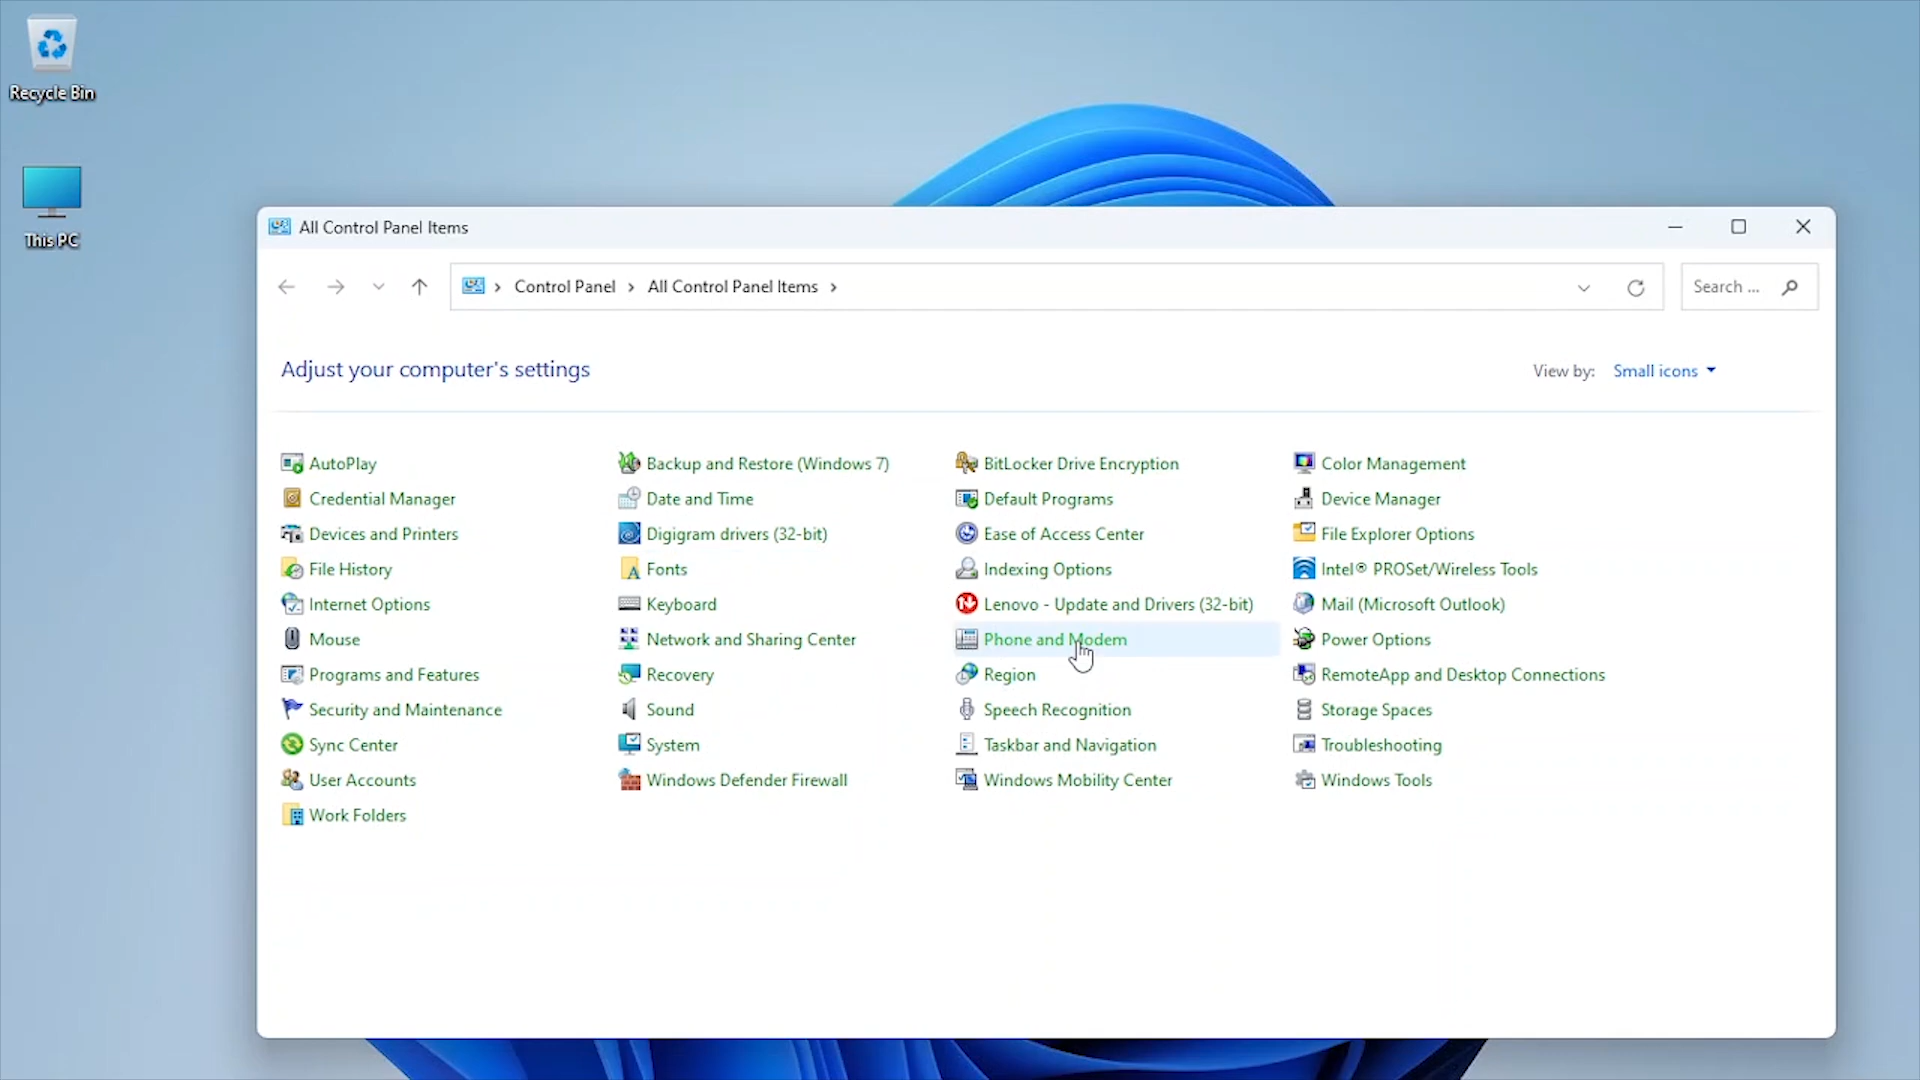 Recycle Bin
This PC
All Control Panel Items
Control Panel
All Control Panel Items
Search ...
Adjust your computer's settings
View by: Small icons
AutoPlay
Backup and Restore (Windows 7)
BitLocker Drive Encryption
Color Management
Credential Manager
Date and Time
Default Programs
Device Manager
Devices and Printers
Digigram drivers (32-bit)
Ease of Access Center
File Explorer Options
File History
Fonts
Indexing Options
Intel® PROSet/Wireless Tools
Internet Options
Keyboard
Lenovo - Update and Drivers (32-bit)
Mail (Microsoft Outlook)
Mouse
Network and Sharing Center
Phone and Modem
Power Options
Programs and Features
Recovery
Region
RemoteApp and Desktop Connections
Security and Maintenance
Sound
Speech Recognition
Storage Spaces
Sync Center
System
Taskbar and Navigation
Troubleshooting
User Accounts
Windows Defender Firewall
Windows Mobility Center
Windows Tools
Work Folders